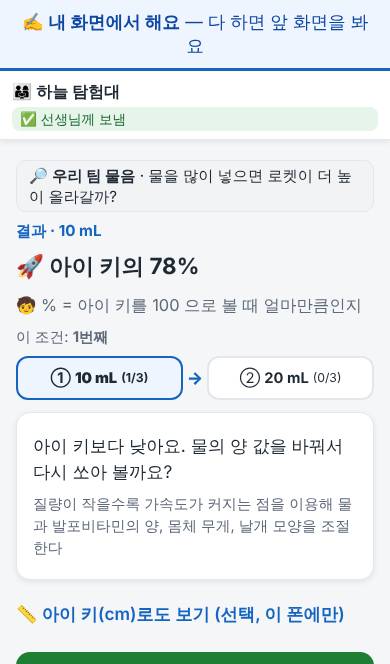 ✍️ 내 화면에서 해요 — 다 하면 앞 화면을 봐
요
👨‍👩‍👧 하늘 탐험대
✅ 선생님께 보냄
🔎 우리 팀 물음 · 물을 많이 넣으면 로켓이 더 높
이 올라갈까?
결과 · 10 mL
🚀 아이 키의 78%
🧒 % = 아이 키를 100 으로 볼 때 얼마만큼인지
이 조건: 1번째
① 10 mL (1/3) → ② 20 mL (0/3)
아이 키보다 낮아요. 물의 양 값을 바꿔서
다시 쏘아 볼까요?
질량이 작을수록 가속도가 커지는 점을 이용해 물
과 발포비타민의 양, 몸체 무게, 날개 모양을 조절
한다
📏 아이 키(cm)로도 보기 (선택, 이 폰에만)